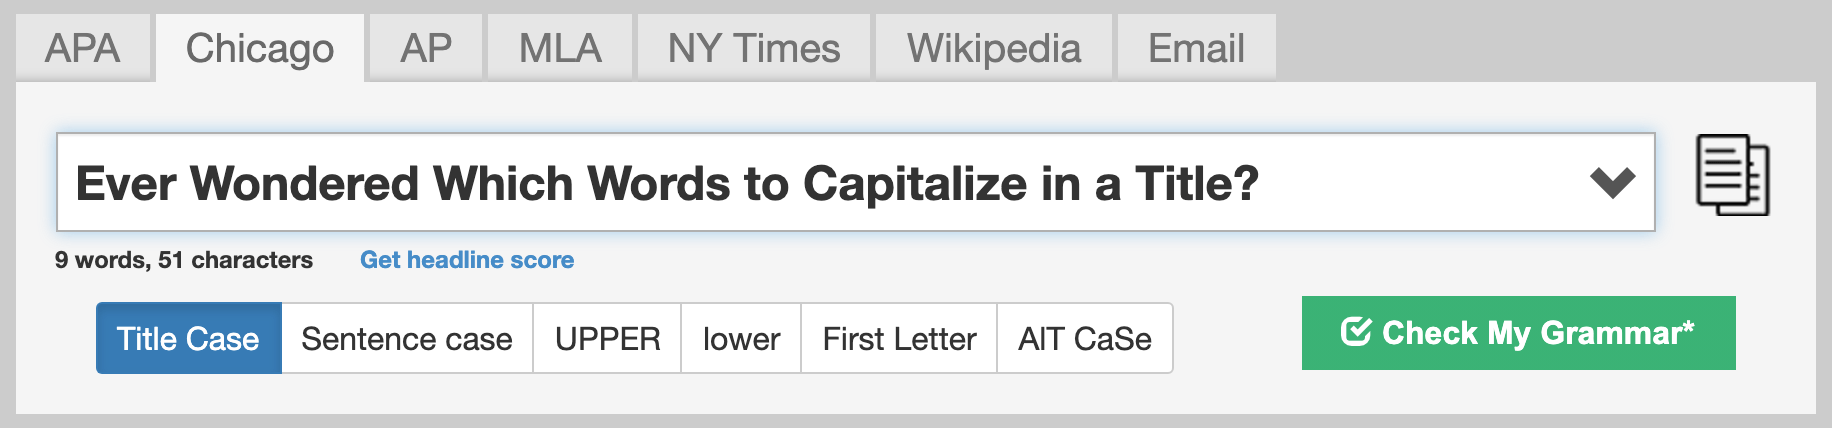 APA Chicago AP MLA NY Times Wikipedia Email
Ever Wondered Which Words to Capitalize in a Title?
9 words, 51 characters Get headline score
Title Case Sentence case UPPER lower First Letter AlT CaSe Check My Grammar*